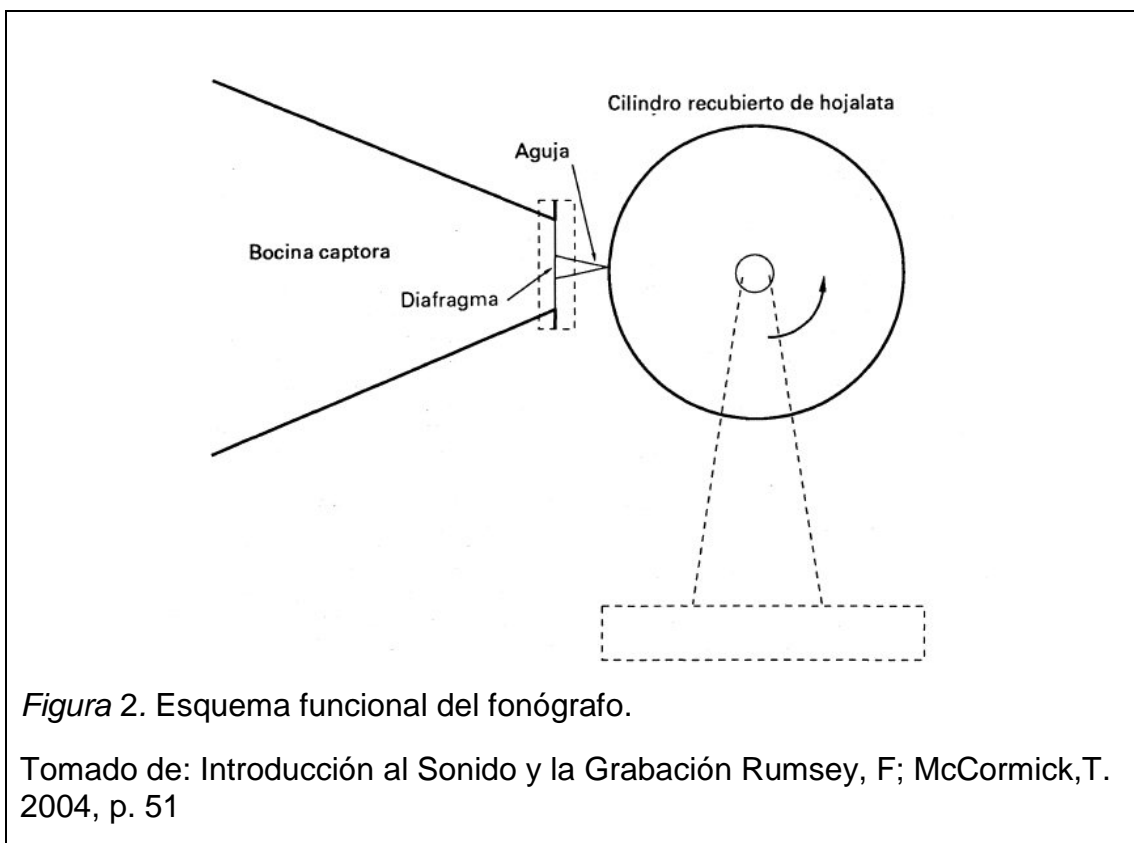 Cilindro recubierto de hojalata
Aguja
Bocina captora
Diafragma
Figura 2. Esquema funcional del fonógrafo.
Tomado de: Introducción al Sonido y la Grabación Rumsey, F; McCormick,T.
2004, p. 51